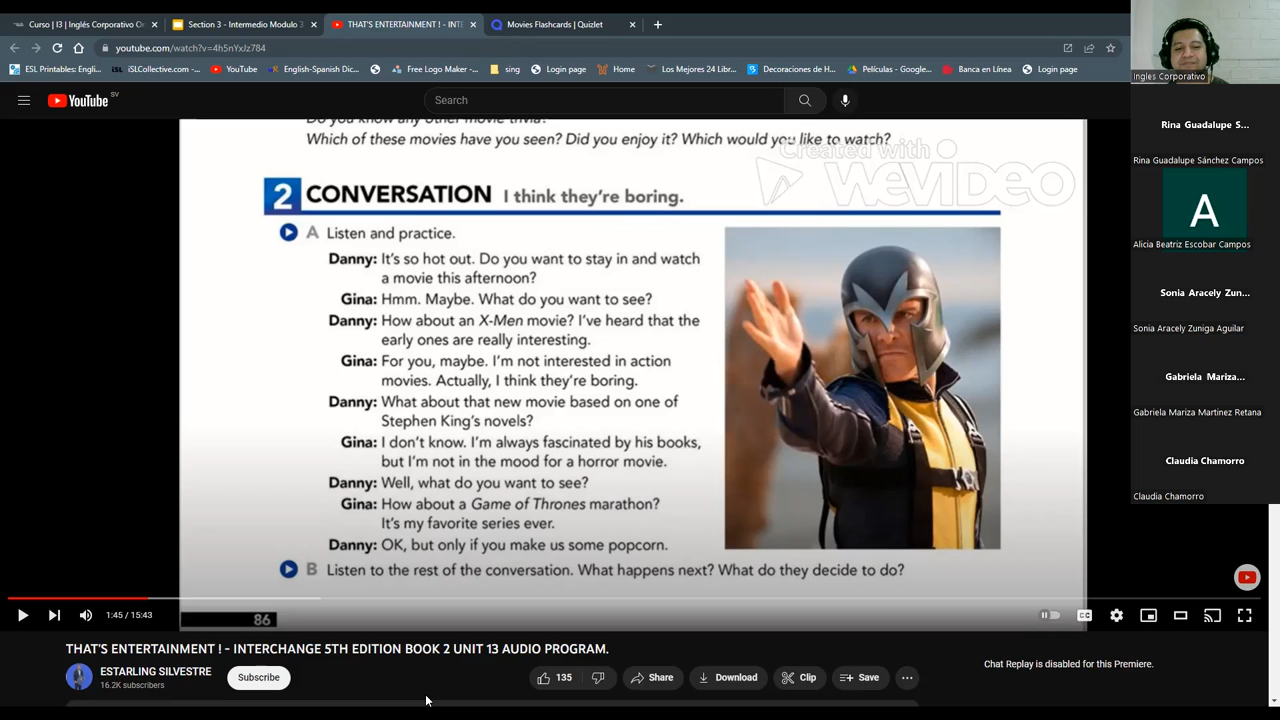 Curso | I3 | Inglés Corporativo On
Section 3 - Intermedio Modulo 3
THAT'S ENTERTAINMENT ! - INTE
Movies Flashcards | Quizlet
youtube.com/watch?v=4h5nYxJz784
ESL Printables: Engli...
iSLCollective.com -...
YouTube
English-Spanish Dic...
Free Logo Maker -...
sing
Login page
Home
Los Mejores 24 Libr...
Decoraciones de H...
Películas - Google...
Banca en Línea
Login page
YouTube SV
Search
Do you know any other movie trivia?
Which of these movies have you seen? Did you enjoy it? Which would you like to watch?
Created with
WeVideo
2 CONVERSATION I think they're boring.
A Listen and practice.
Danny: It's so hot out. Do you want to stay in and watch
a movie this afternoon?
Gina: Hmm. Maybe. What do you want to see?
Danny: How about an X-Men movie? I've heard that the
early ones are really interesting.
Gina: For you, maybe. I'm not interested in action
movies. Actually, I think they're boring.
Danny: What about that new movie based on one of
Stephen King's novels?
Gina: I don't know. I'm always fascinated by his books,
but I'm not in the mood for a horror movie.
Danny: Well, what do you want to see?
Gina: How about a Game of Thrones marathon?
It's my favorite series ever.
Danny: OK, but only if you make us some popcorn.
B Listen to the rest of the conversation. What happens next? What do they decide to do?
86
1:45 / 15:43
CC
THAT'S ENTERTAINMENT ! - INTERCHANGE 5TH EDITION BOOK 2 UNIT 13 AUDIO PROGRAM.
ESTARLING SILVESTRE
16.2K subscribers
Subscribe
135
Share
Download
Clip
Save
Chat Replay is disabled for this Premiere.
Ingles Corporativo
Rina Guadalupe S...
Rina Guadalupe Sánchez Campos
A
Alicia Beatriz Escobar Campos
Sonia Aracely Zun...
Sonia Aracely Zuniga Aguilar
Gabriela Mariza...
Gabriela Mariza Martinez Retana
Claudia Chamorro
Claudia Chamorro